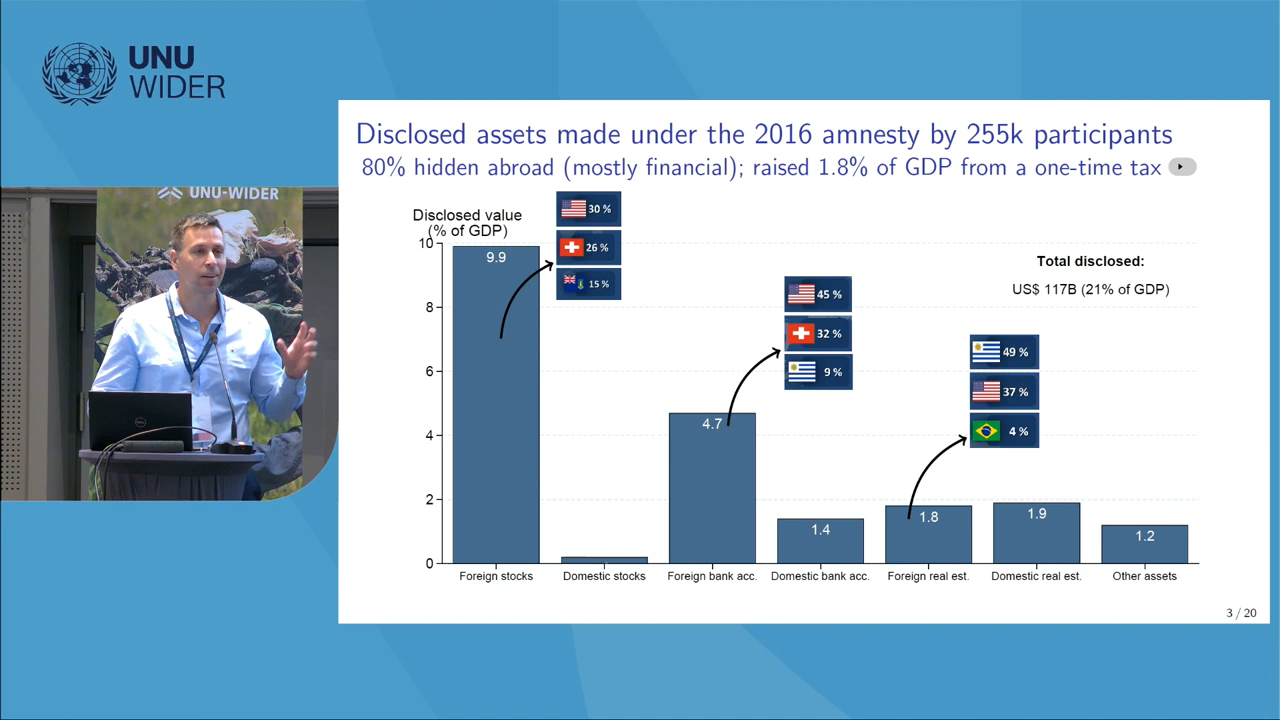 UNU
WIDER
UNU-WIDER
Disclosed assets made under the 2016 amnesty by 255k participants
80% hidden abroad (mostly financial); raised 1.8% of GDP from a one-time tax
Disclosed value
(% of GDP)
10
8
6
4
2
0
9.9
4.7
1.4
1.8
1.9
1.2
30 %
26 %
15 %
45 %
32 %
9 %
49 %
37 %
4 %
Total disclosed:
US$ 117B (21% of GDP)
Foreign stocks
Domestic stocks
Foreign bank acc.
Domestic bank acc.
Foreign real est.
Domestic real est.
Other assets
3 / 20